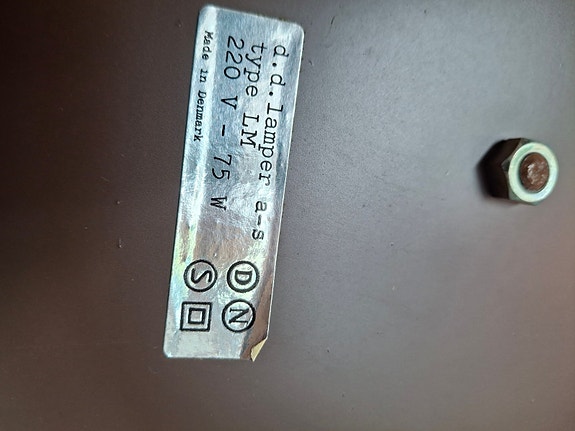 d.d.lamper a-s
type LM
220 V - 75 W
Made in Denmark
D N
S